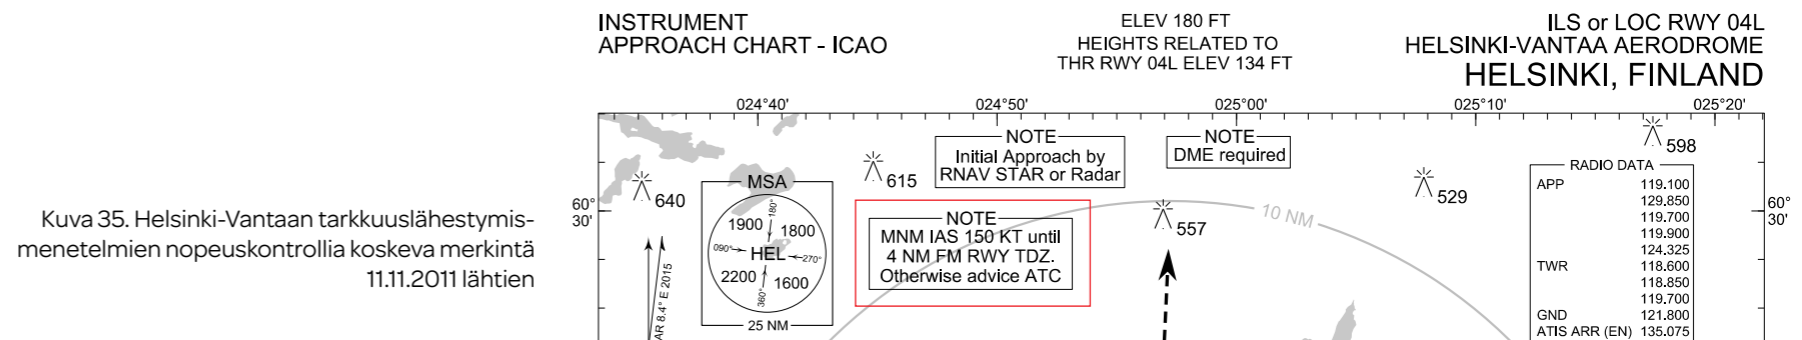 INSTRUMENT
APPROACH CHART - ICAO
ELEV 180 FT
HEIGHTS RELATED TO
THR RWY 04L ELEV 134 FT
ILS or LOC RWY 04L
HELSINKI-VANTAA AERODROME
HELSINKI, FINLAND
Kuva 35. Helsinki-Vantaan tarkkuuslähestymis-
menetelmien nopeuskontrollia koskeva merkintä
11.11.2011 lähtien
024°40' 024°50' 025°00' 025°10' 025°20'
60°
30'
640
615
557
529
598
MSA
1900 1800
2200 1600
HEL
180°
090°
270°
360°
25 NM
AR 8.4° E 2015
NOTE
Initial Approach by
RNAV STAR or Radar
NOTE
DME required
NOTE
MNM IAS 150 KT until
4 NM FM RWY TDZ.
Otherwise advice ATC
10 NM
RADIO DATA
APP 119.100
129.850
119.700
119.900
124.325
TWR 118.600
118.850
119.700
GND 121.800
ATIS ARR (EN) 135.075
60°
30'